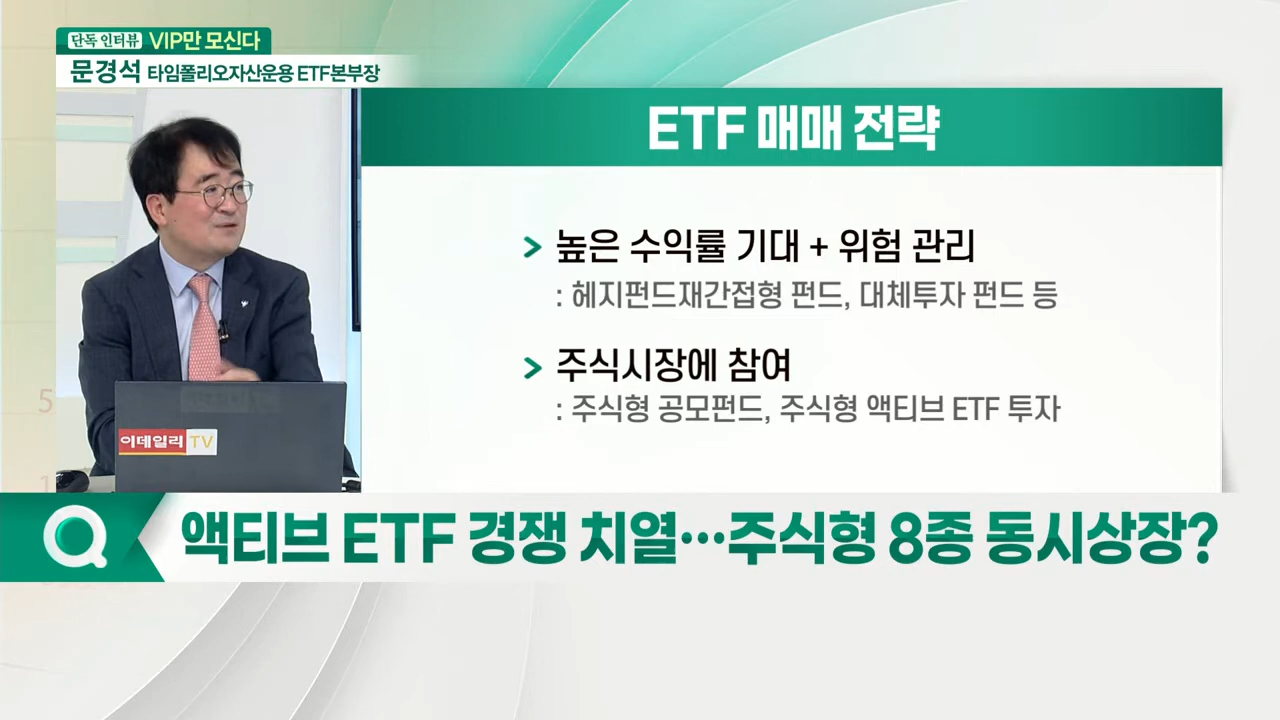 단독 인터뷰 VIP만 모신다
문경석 타임폴리오자산운용 ETF본부장
ETF 매매 전략
> 높은 수익률 기대 + 위험 관리
: 헤지펀드재간접형 펀드, 대체투자 펀드 등
> 주식시장에 참여
: 주식형 공모펀드, 주식형 액티브 ETF 투자
5
1
이데일리 TV
Q 액티브 ETF 경쟁 치열…주식형 8종 동시상장?